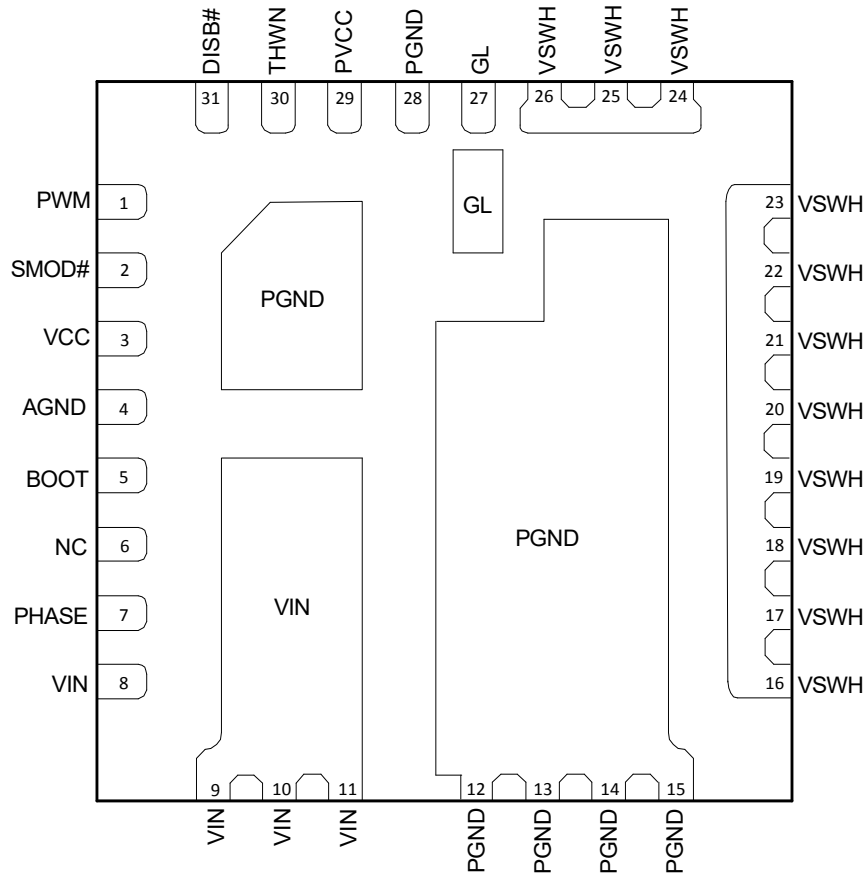 DISB# THWN PVCC PGND GL VSWH VSWH VSWH
31 30 29 28 27 26 25 24
PWM 1
SMOD# 2
VCC 3
AGND 4
BOOT 5
NC 6
PHASE 7
VIN 8
GL
PGND
VIN
PGND
23 VSWH
22 VSWH
21 VSWH
20 VSWH
19 VSWH
18 VSWH
17 VSWH
16 VSWH
9 10 11 12 13 14 15
VIN VIN VIN PGND PGND PGND PGND